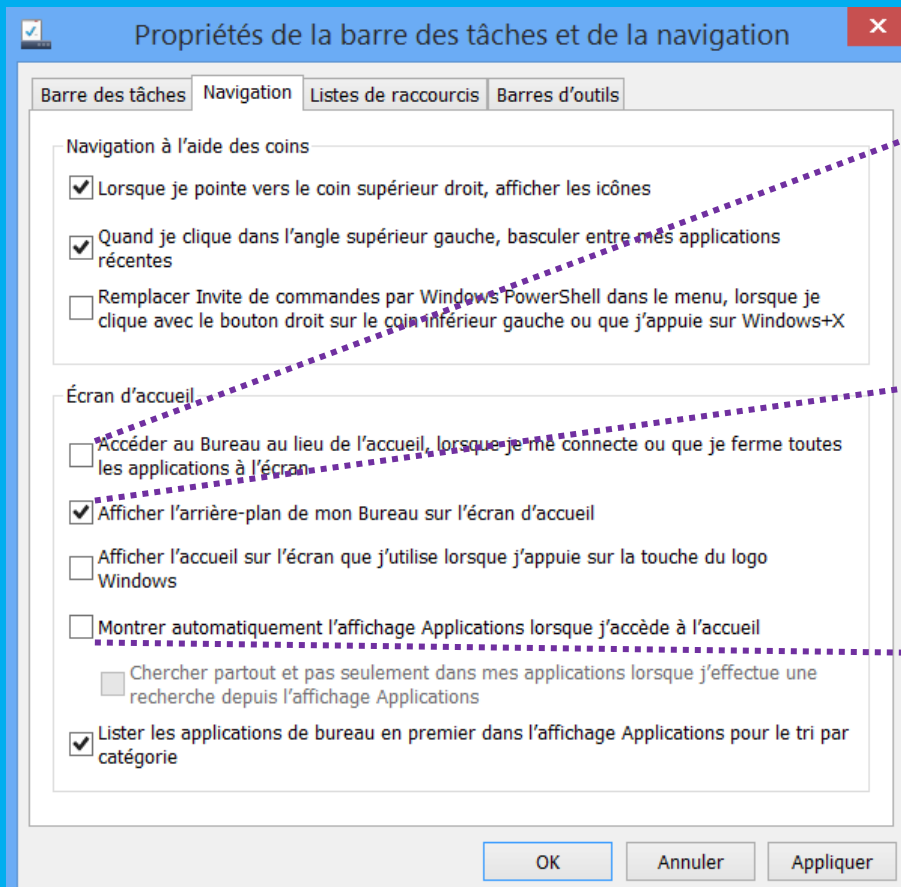 Propriétés de la barre des tâches et de la navigation
x
Barre des tâches Navigation Listes de raccourcis Barres d'outils
Navigation à l'aide des coins
Lorsque je pointe vers le coin supérieur droit, afficher les icônes
Quand je clique dans l'angle supérieur gauche, basculer entre mes applications
récentes
Remplacer Invite de commandes par Windows PowerShell dans le menu, lorsque je
clique avec le bouton droit sur le coin inférieur gauche ou que j'appuie sur Windows+X
Écran d'accueil
Accéder au Bureau au lieu de l'accueil, lorsque je me connecte ou que je ferme toutes
les applications à l'écran
Afficher l'arrière-plan de mon Bureau sur l'écran d'accueil
Afficher l'accueil sur l'écran que j'utilise lorsque j'appuie sur la touche du logo
Windows
Montrer automatiquement l'affichage Applications lorsque j'accède à l'accueil
Chercher partout et pas seulement dans mes applications lorsque j'effectue une
recherche depuis l'affichage Applications
Lister les applications de bureau en premier dans l'affichage Applications pour le tri par
catégorie
OK Annuler Appliquer